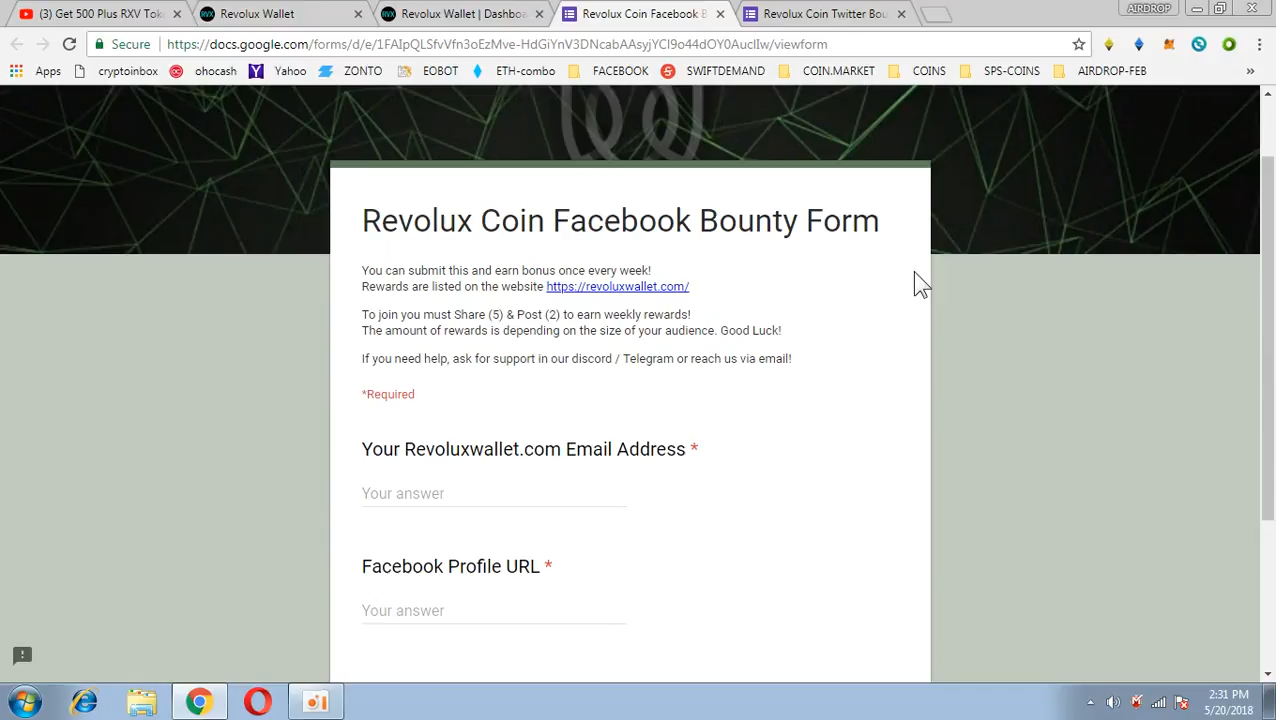 (3) Get 500 Plus RXV Tok
Revolux Wallet
Revolux Wallet | Dashboa
Revolux Coin Facebook B
Revolux Coin Twitter Bou
AIRDROP
Secure
https://docs.google.com/forms/d/e/1FAIpQLSfvVfn3oEzMve-HdGiYnV3DNcabAAsyjYCI9o44dOY0AuclIw/viewform
Apps
cryptoinbox
ohocash
Yahoo
ZONTO
EOBOT
ETH-combo
FACEBOOK
SWIFTDEMAND
COIN.MARKET
COINS
SPS-COINS
AIRDROP-FEB
»
Revolux Coin Facebook Bounty Form
You can submit this and earn bonus once every week!
Rewards are listed on the website https://revoluxwallet.com/
To join you must Share (5) & Post (2) to earn weekly rewards!
The amount of rewards is depending on the size of your audience. Good Luck!
If you need help, ask for support in our discord / Telegram or reach us via email!
*Required
Your Revoluxwallet.com Email Address *
Your answer
Facebook Profile URL *
Your answer
2:31 PM
5/20/2018